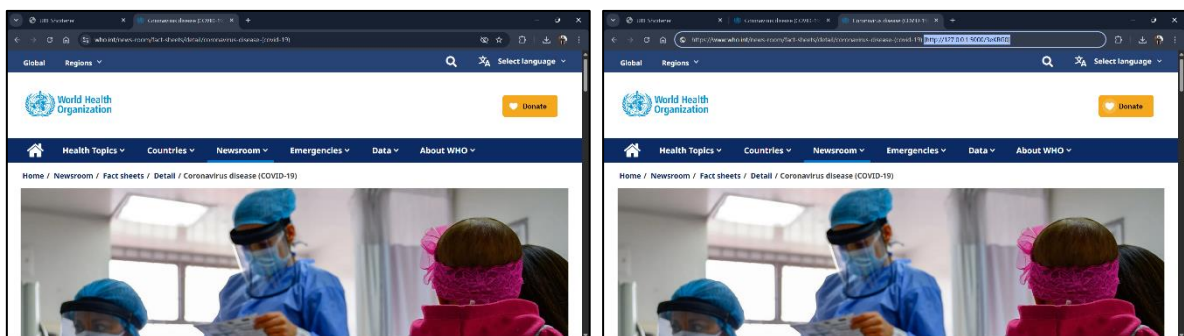 URL Shortener
Coronavirus disease (COVID-19
who.int/news-room/fact-sheets/detail/coronavirus-disease-(covid-19)
Global Regions Select language
World Health
Organization
Donate
Health Topics Countries Newsroom Emergencies Data About WHO
Home / Newsroom / Fact sheets / Detail / Coronavirus disease (COVID-19)
URL Shortener
Coronavirus disease (COVID-19
Coronavirus disease (COVID-19
https://www.who.int/news-room/fact-sheets/detail/coronavirus-disease-(covid-19)
Global Regions Select language
World Health
Organization
Donate
Health Topics Countries Newsroom Emergencies Data About WHO
Home / Newsroom / Fact sheets / Detail / Coronavirus disease (COVID-19)